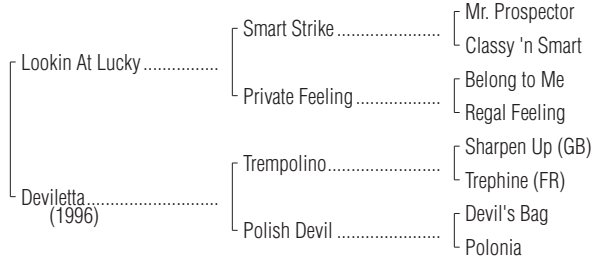 Mr. Prospector
Smart Strike ....................
Classy 'n Smart
Lookin At Lucky ...............
Belong to Me
Private Feeling .................
Regal Feeling
Sharpen Up (GB)
Trempolino......................
Trephine (FR)
Deviletta..........................
(1996)
Devil's Bag
Polish Devil ....................
Polonia